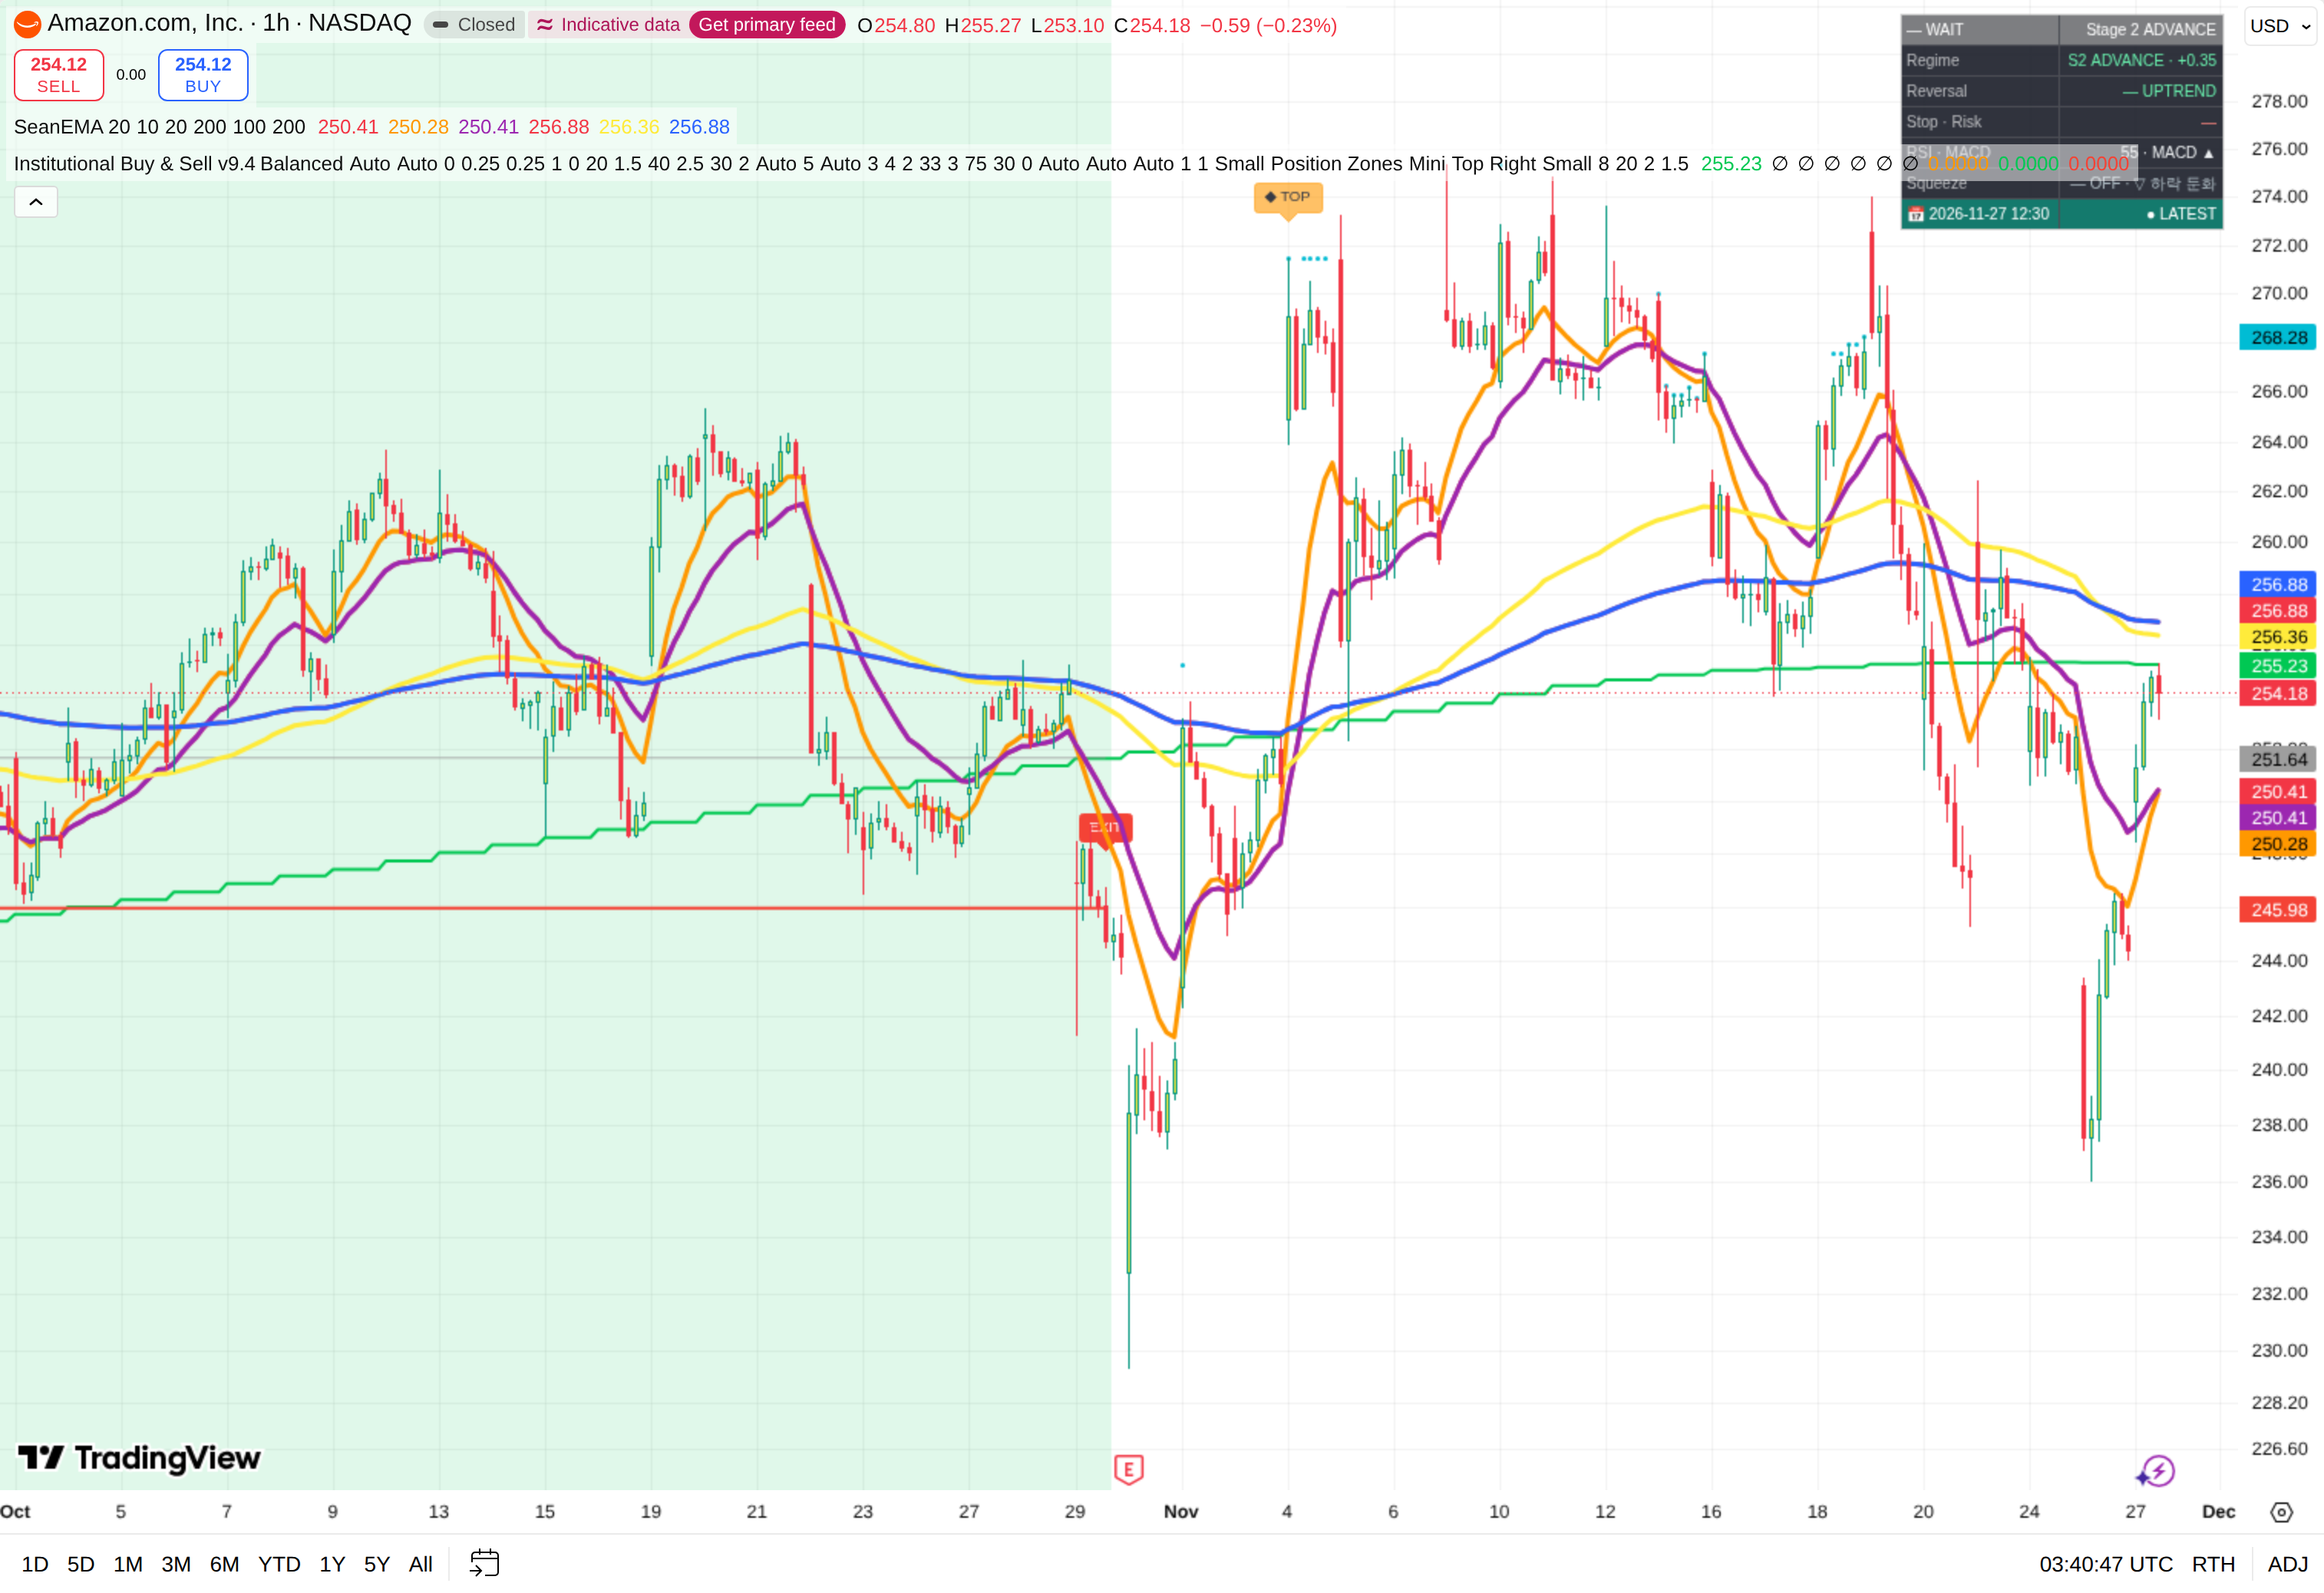 Amazon.com, Inc. · 1h · NASDAQ Closed Indicative data Get primary feed O254.80 H255.27 L253.10 C254.18 −0.59 (−0.23%)
254.12 SELL 0.00 254.12 BUY
SeanEMA 20 10 20 200 100 200 250.41 250.28 250.41 256.88 256.36 256.88
Institutional Buy & Sell v9.4 Balanced Auto Auto 0 0.25 0.25 1 0 20 1.5 40 2.5 30 2 Auto 5 Auto 3 4 2 33 3 75 30 0 Auto Auto Auto 1 1 Small Position Zones Mini Top Right Small 8 20 2 1.5 255.23 ∅ ∅ ∅ ∅ ∅ ∅ 0.0000 0.0000 0.0000
— WAIT Stage 2 ADVANCE
Regime S2 ADVANCE · +0.35
Reversal — UPTREND
Stop · Risk —
RSI · MACD 55 · MACD ▲
Squeeze — OFF · ▽ 하락 둔화
2026-11-27 12:30 ● LATEST
USD
◆ TOP
EXIT
278.00
276.00
274.00
272.00
270.00
268.28
266.00
264.00
262.00
260.00
256.88
256.88
256.36
255.23
254.18
251.64
250.41
250.41
250.28
245.98
244.00
242.00
240.00
238.00
236.00
234.00
232.00
230.00
228.20
226.60
TradingView
E
Oct 5 7 9 13 15 19 21 23 27 29 Nov 4 6 10 12 16 18 20 24 27 Dec
1D 5D 1M 3M 6M YTD 1Y 5Y All 03:40:47 UTC RTH ADJ